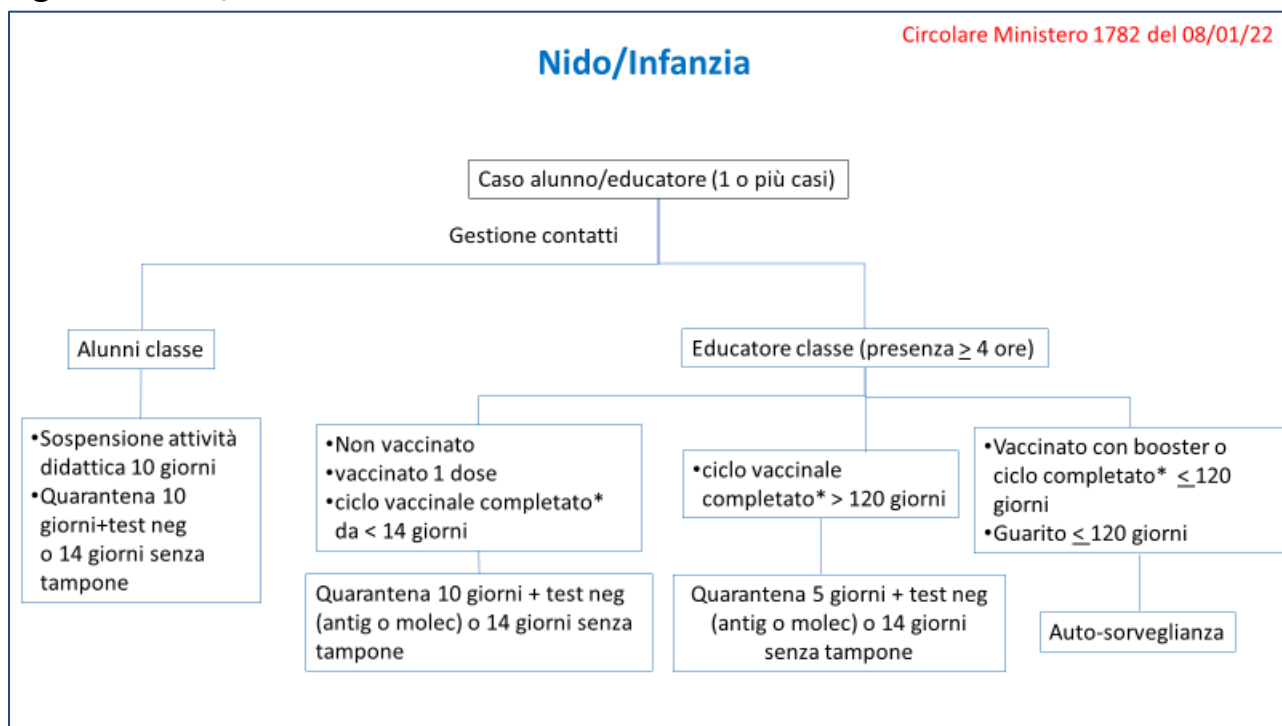 Circolare Ministero 1782 del 08/01/22
Nido/Infanzia
Caso alunno/educatore (1 o più casi)
Gestione contatti
Alunni classe
Educatore classe (presenza ≥ 4 ore)
•Sospensione attività
didattica 10 giorni
•Quarantena 10
giorni+test neg
o 14 giorni senza
tampone
•Non vaccinato
•vaccinato 1 dose
•ciclo vaccinale completato*
da < 14 giorni
•ciclo vaccinale
completato* > 120 giorni
•Vaccinato con booster o
ciclo completato* ≤120
giorni
•Guarito ≤120 giorni
Quarantena 10 giorni + test neg
(antig o molec) o 14 giorni senza
tampone
Quarantena 5 giorni + test neg
(antig o molec) o 14 giorni
senza tampone
Auto-sorveglianza